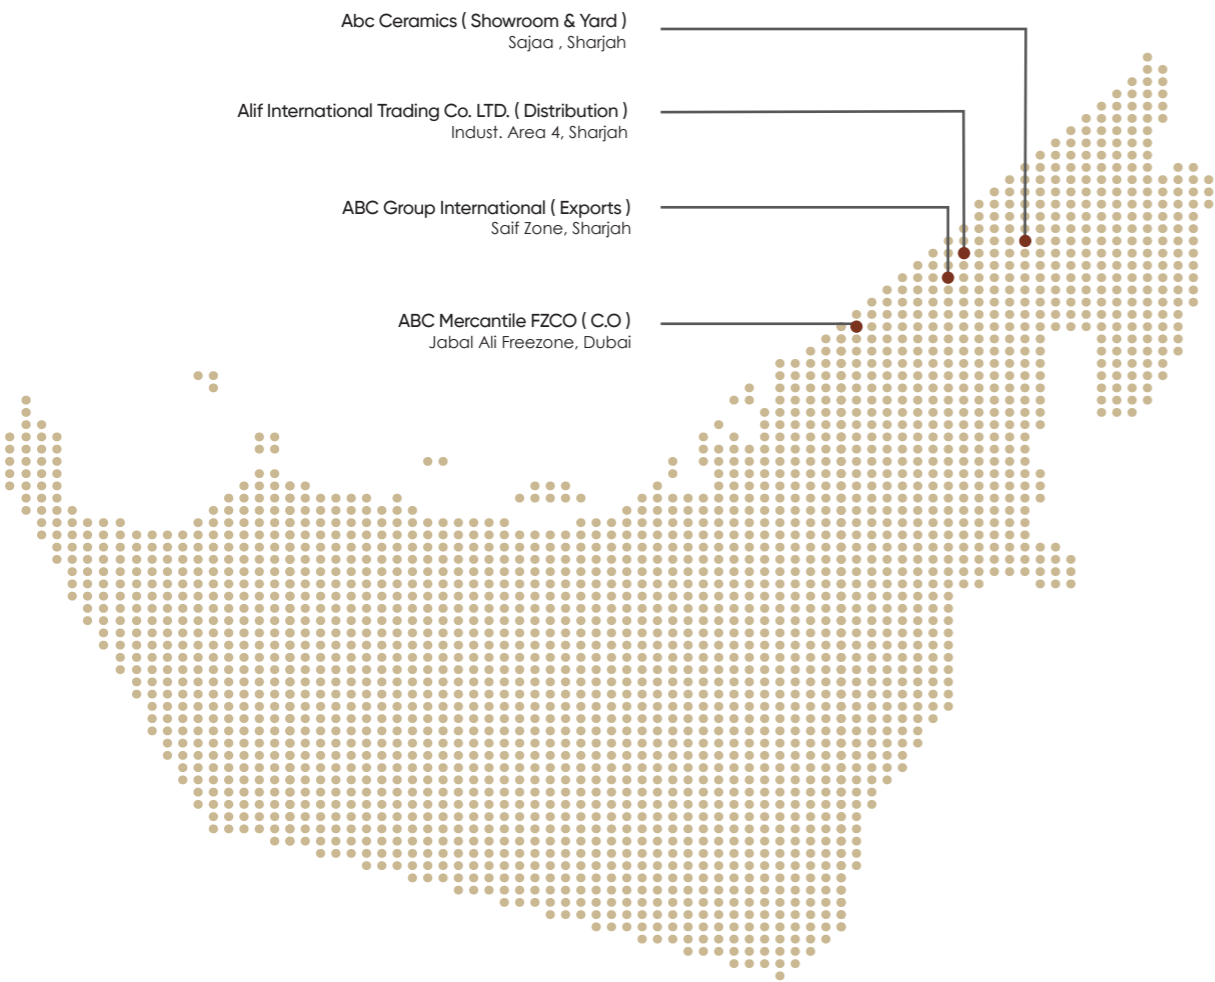 Abc Ceramics ( Showroom & Yard )
Sajaa , Sharjah
Alif International Trading Co. LTD. ( Distribution )
Indust. Area 4, Sharjah
ABC Group International ( Exports )
Saif Zone, Sharjah
ABC Mercantile FZCO ( C.O )
Jabal Ali Freezone, Dubai